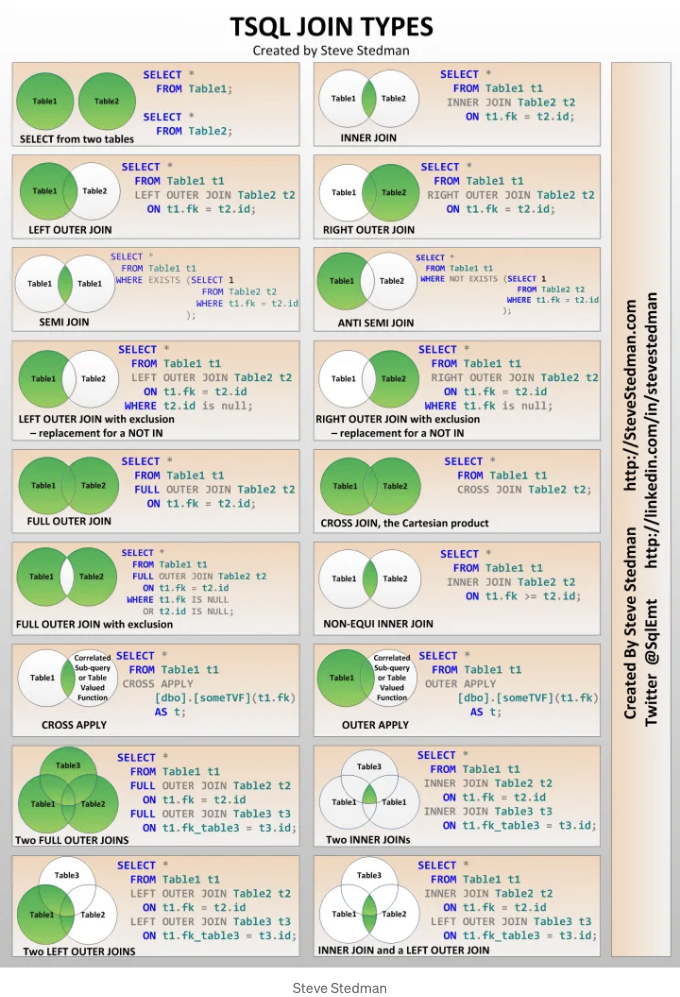 TSQL JOIN TYPES
Created by Steve Stedman
SELECT *
FROM Table1;
SELECT *
FROM Table2;
Table1
Table2
SELECT from two tables
SELECT *
FROM Table1 t1
INNER JOIN Table2 t2
ON t1.fk = t2.id;
Table1
Table2
INNER JOIN
SELECT *
FROM Table1 t1
LEFT OUTER JOIN Table2 t2
ON t1.fk = t2.id;
Table1
Table2
LEFT OUTER JOIN
SELECT *
FROM Table1 t1
RIGHT OUTER JOIN Table2 t2
ON t1.fk = t2.id;
Table1
Table2
RIGHT OUTER JOIN
SELECT *
FROM Table1 t1
WHERE EXISTS (SELECT 1
FROM Table2 t2
WHERE t1.fk = t2.id
);
Table1
Table1
SEMI JOIN
SELECT *
FROM Table1 t1
WHERE NOT EXISTS (SELECT 1
FROM Table2 t2
WHERE t1.fk = t2.id
);
Table1
Table2
ANTI SEMI JOIN
SELECT *
FROM Table1 t1
LEFT OUTER JOIN Table2 t2
ON t1.fk = t2.id
WHERE t2.id is null;
Table1
Table2
LEFT OUTER JOIN with exclusion
– replacement for a NOT IN
SELECT *
FROM Table1 t1
RIGHT OUTER JOIN Table2 t2
ON t1.fk = t2.id
WHERE t1.fk is null;
Table1
Table2
RIGHT OUTER JOIN with exclusion
– replacement for a NOT IN
SELECT *
FROM Table1 t1
FULL OUTER JOIN Table2 t2
ON t1.fk = t2.id;
Table1
Table2
FULL OUTER JOIN
SELECT *
FROM Table1 t1
CROSS JOIN Table2 t2;
Table1
Table2
CROSS JOIN, the Cartesian product
SELECT *
FROM Table1 t1
FULL OUTER JOIN Table2 t2
ON t1.fk = t2.id
WHERE t1.fk IS NULL
OR t2.id IS NULL;
Table1
Table2
FULL OUTER JOIN with exclusion
SELECT *
FROM Table1 t1
INNER JOIN Table2 t2
ON t1.fk >= t2.id;
Table1
Table2
NON-EQUI INNER JOIN
SELECT *
FROM Table1 t1
CROSS APPLY
[dbo].[someTVF](t1.fk)
AS t;
Table1
Correlated
Sub-query
or Table
Valued
Function
CROSS APPLY
SELECT *
FROM Table1 t1
OUTER APPLY
[dbo].[someTVF](t1.fk)
AS t;
Table1
Correlated
Sub-query
or Table
Valued
Function
OUTER APPLY
SELECT *
FROM Table1 t1
FULL OUTER JOIN Table2 t2
ON t1.fk = t2.id
FULL OUTER JOIN Table3 t3
ON t1.fk_table3 = t3.id;
Table3
Table1
Table2
Two FULL OUTER JOINS
SELECT *
FROM Table1 t1
INNER JOIN Table2 t2
ON t1.fk = t2.id
INNER JOIN Table3 t3
ON t1.fk_table3 = t3.id;
Table3
Table1
Table1
Two INNER JOINs
SELECT *
FROM Table1 t1
LEFT OUTER JOIN Table2 t2
ON t1.fk = t2.id
LEFT OUTER JOIN Table3 t3
ON t1.fk_table3 = t3.id;
Table3
Table1
Table2
Two LEFT OUTER JOINS
SELECT *
FROM Table1 t1
INNER JOIN Table2 t2
ON t1.fk = t2.id
LEFT OUTER JOIN Table3 t3
ON t1.fk_table3 = t3.id;
Table3
Table1
Table2
INNER JOIN and a LEFT OUTER JOIN
Created By Steve Stedman http://SteveStedman.com
Twitter @SqlEmt http://linkedin.com/in/stevestedman
Steve Stedman